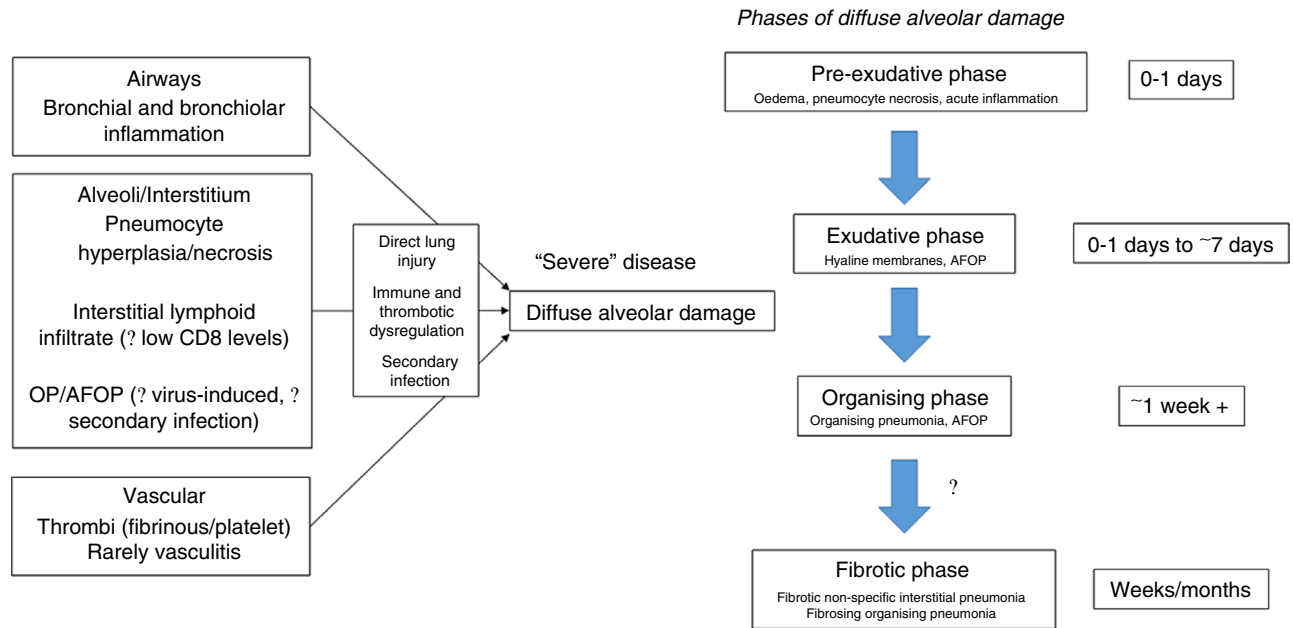 Airways
Bronchial and bronchiolar
inflammation
Alveoli/Interstitium
Pneumocyte
hyperplasia/necrosis
Interstitial lymphoid
infiltrate (? low CD8 levels)
OP/AFOP (? virus-induced, ?
secondary infection)
Vascular
Thrombi (fibrinous/platelet)
Rarely vasculitis
Direct lung
injury
Immune and
thrombotic
dysregulation
Secondary
infection
“Severe” disease
Diffuse alveolar damage
Phases of diffuse alveolar damage
Pre-exudative phase
Oedema, pneumocyte necrosis, acute inflammation
0-1 days
Exudative phase
Hyaline membranes, AFOP
0-1 days to ~7 days
Organising phase
Organising pneumonia, AFOP
~1 week +
?
Fibrotic phase
Fibrotic non-specific interstitial pneumonia
Fibrosing organising pneumonia
Weeks/months